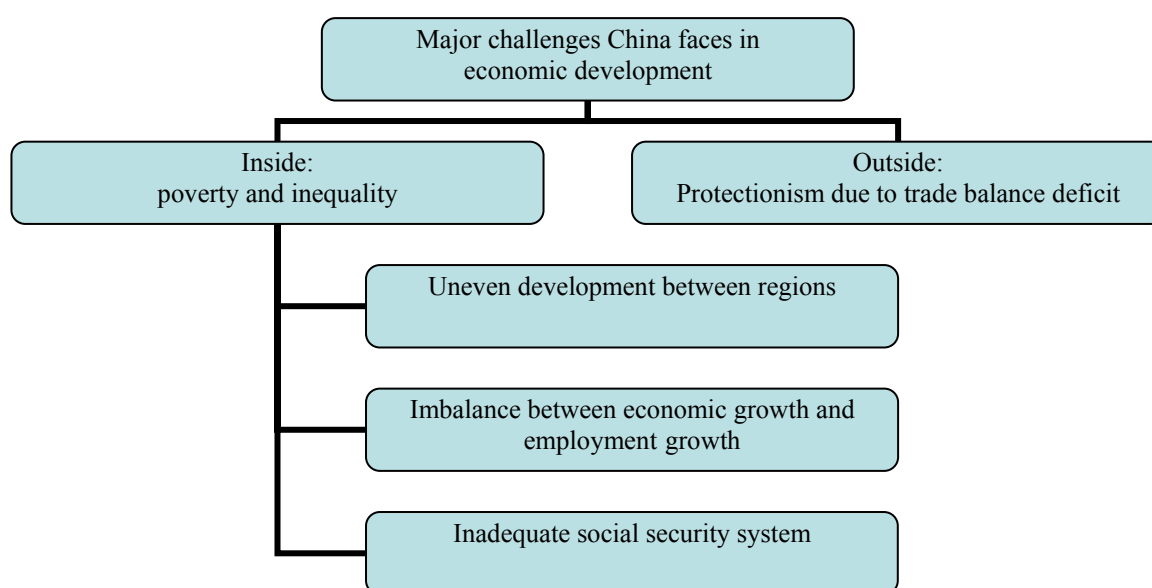 Major challenges China faces in
economic development
Inside:
poverty and inequality
Outside:
Protectionism due to trade balance deficit
Uneven development between regions
Imbalance between economic growth and
employment growth
Inadequate social security system